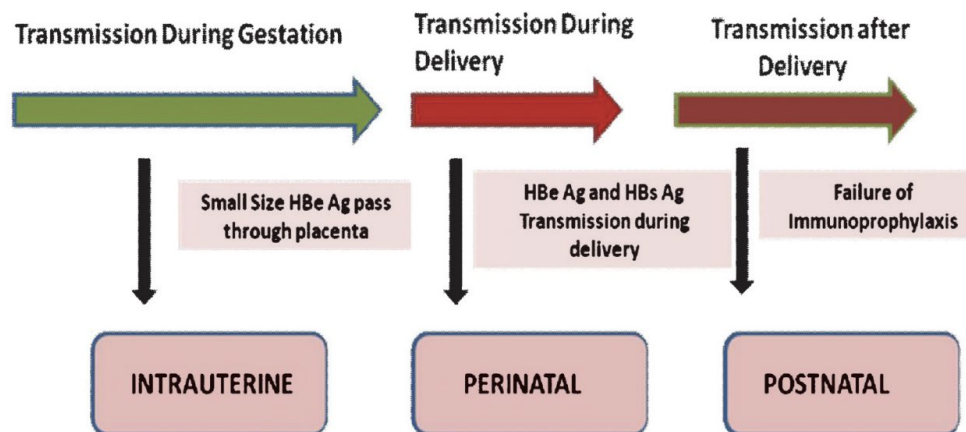 Transmission During Gestation
Transmission During
Delivery
Transmission after
Delivery
Small Size HBe Ag pass
through placenta
HBe Ag and HBs Ag
Transmission during
delivery
Failure of
Immunoprophylaxis
INTRAUTERINE
PERINATAL
POSTNATAL